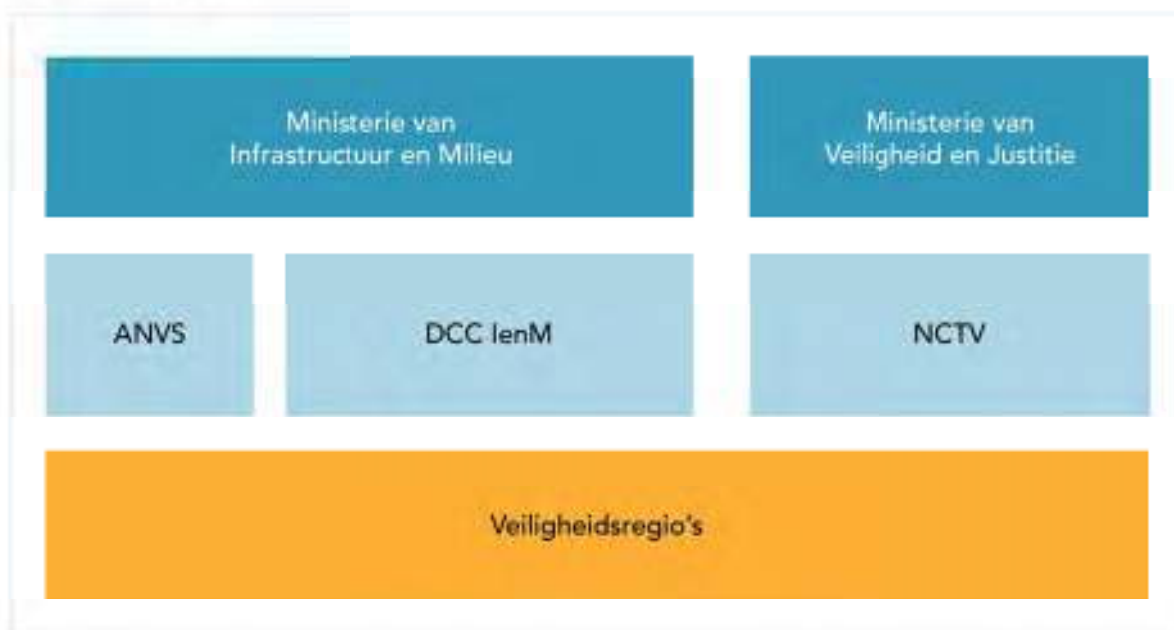 Ministerie van
Infrastructuur en Milieu
Ministerie van
Veiligheid en Justitie
ANVS
DCC IenM
NCTV
Veiligheidsregio's